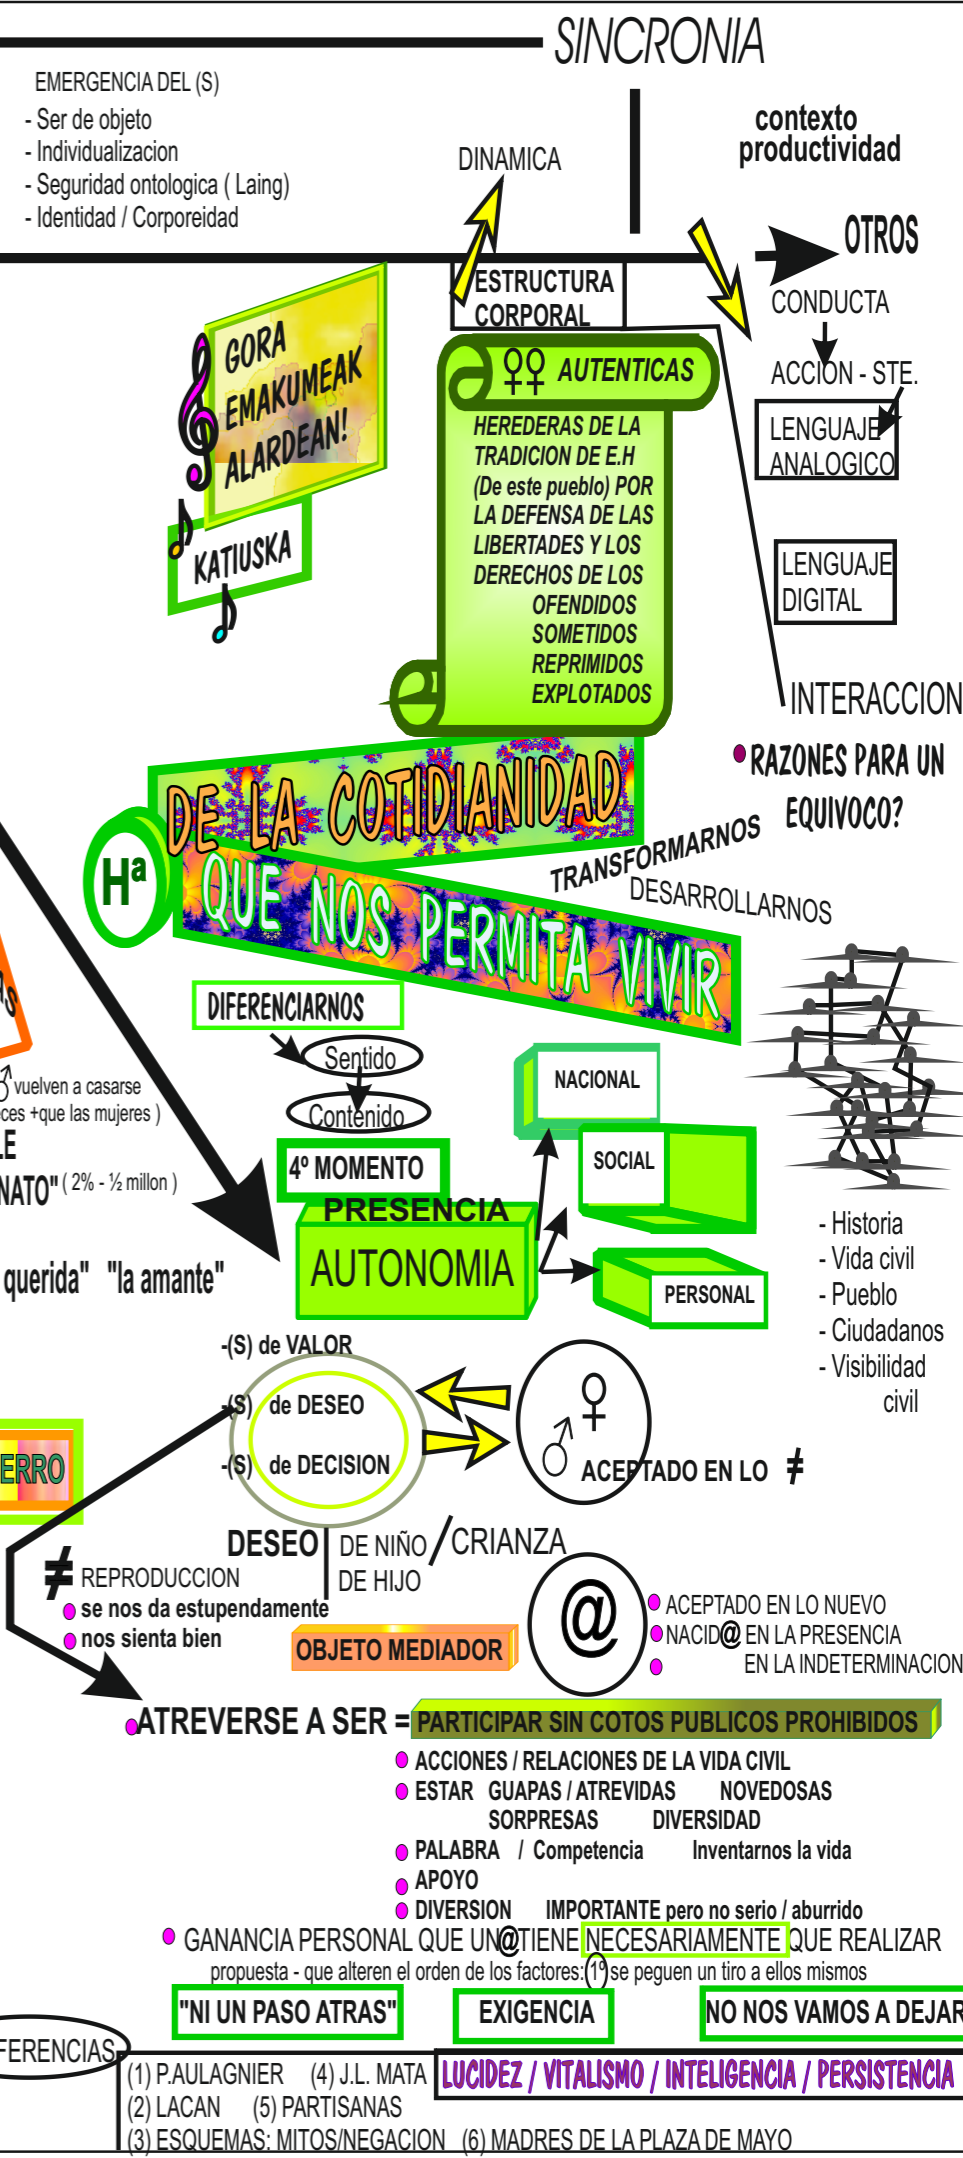 SINCRONIA
EMERGENCIA DEL (S)
- Ser de objeto
- Individualizacion
- Seguridad ontologica ( Laing)
- Identidad / Corporeidad
DINAMICA
contexto
productividad
OTROS
ESTRUCTURA
CORPORAL
CONDUCTA
ACCION - STE.
LENGUAJE
ANALOGICO
LENGUAJE
DIGITAL
INTERACCION
GORA
EMAKUMEAK
ALARDEAN!
KATIUSKA
♀♀ AUTENTICAS
HEREDERAS DE LA
TRADICION DE E.H
(De este pueblo) POR
LA DEFENSA DE LAS
LIBERTADES Y LOS
DERECHOS DE LOS
OFENDIDOS
SOMETIDOS
REPRIMIDOS
EXPLOTADOS
RAZONES PARA UN
EQUIVOCO?
Hª
DE LA COTIDIANIDAD
QUE NOS PERMITA VIVIR
TRANSFORMARNOS
DESARROLLARNOS
DIFERENCIARNOS
Sentido
Contenido
4º MOMENTO
PRESENCIA
AUTONOMIA
NACIONAL
SOCIAL
PERSONAL
AS
♂ vuelven a casarse
ces +que las mujeres )
LE
NATO" ( 2% - ½ millon )
querida" "la amante"
- Historia
- Vida civil
- Pueblo
- Ciudadanos
- Visibilidad
civil
-(S) de VALOR
-(S) de DESEO
-(S) de DECISION
♀
♂
ACEPTADO EN LO ≠
ERRO
DESEO
DE NIÑO / CRIANZA
DE HIJO
≠ REPRODUCCION
se nos da estupendamente
nos sienta bien
OBJETO MEDIADOR
@
ACEPTADO EN LO NUEVO
NACID@ EN LA PRESENCIA
EN LA INDETERMINACION
ATREVERSE A SER = PARTICIPAR SIN COTOS PUBLICOS PROHIBIDOS
ACCIONES / RELACIONES DE LA VIDA CIVIL
ESTAR GUAPAS / ATREVIDAS NOVEDOSAS
SORPRESAS DIVERSIDAD
PALABRA / Competencia Inventarnos la vida
APOYO
DIVERSION IMPORTANTE pero no serio / aburrido
GANANCIA PERSONAL QUE UN@TIENE NECESARIAMENTE QUE REALIZAR
propuesta - que alteren el orden de los factores: 1º se peguen un tiro a ellos mismos
"NI UN PASO ATRAS"
EXIGENCIA
NO NOS VAMOS A DEJAR
FERENCIAS
(1) P.AULAGNIER (4) J.L. MATA
LUCIDEZ / VITALISMO / INTELIGENCIA / PERSISTENCIA
(2) LACAN (5) PARTISANAS
(3) ESQUEMAS: MITOS/NEGACION (6) MADRES DE LA PLAZA DE MAYO